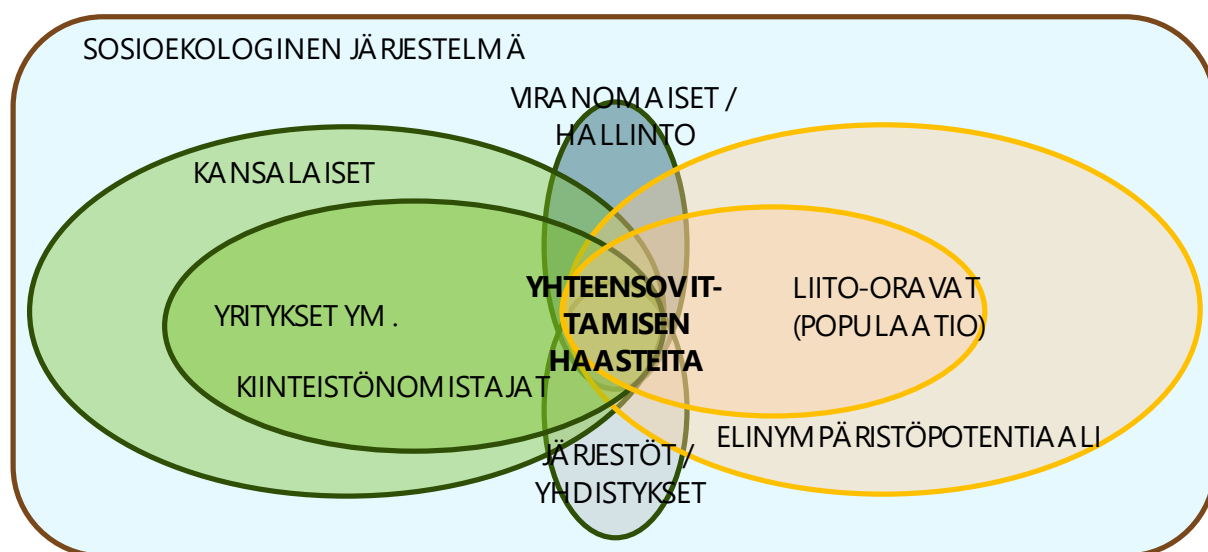 SOSIOEKOLOGINEN JÄRJESTELMÄ
VIRANOMAISET /
HALLINTO
KANSALAISET
YRITYKSET YM.
KIINTEISTÖNOMISTAJAT
YHTEENSOVIT-
TAMISEN
HAASTEITA
LIITO-ORAVAT
(POPULAATIO)
ELINYMPÄRISTÖPOTENTIAALI
JÄRJESTÖT /
YHDISTYKSET